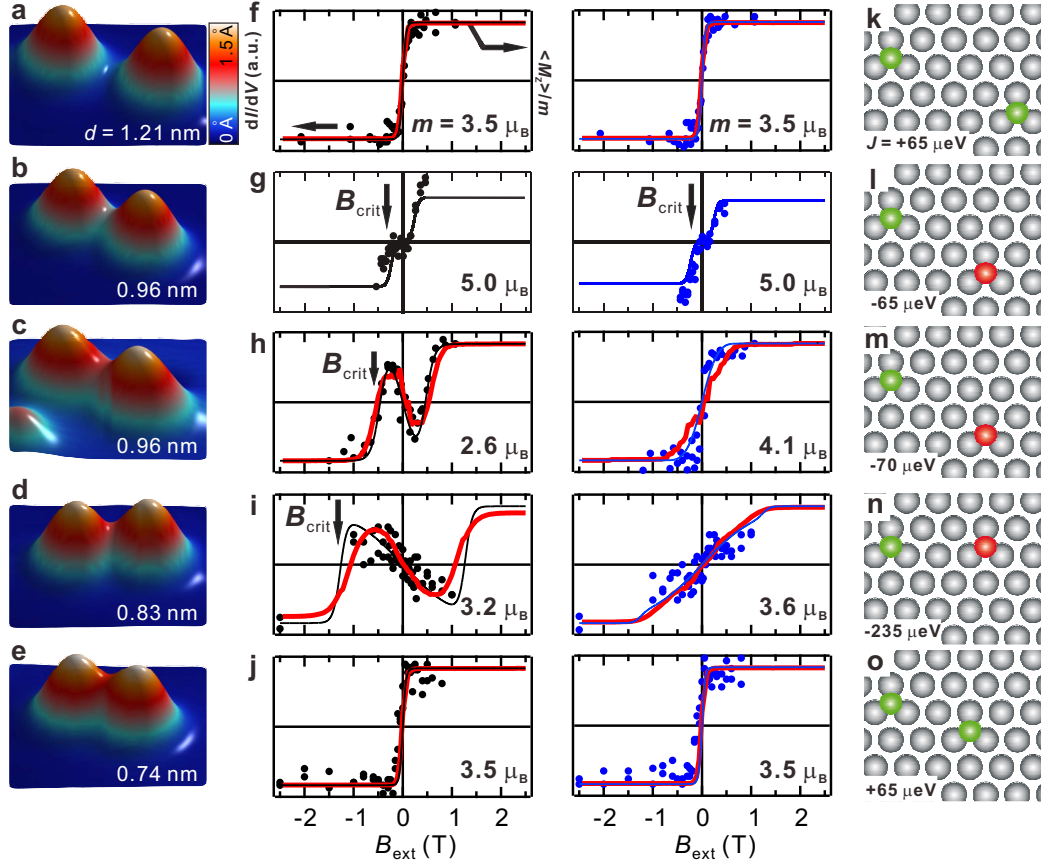 a
d = 1.21 nm
0 Å
1.5 Å
b
0.96 nm
c
0.96 nm
d
0.83 nm
e
0.74 nm
dI/dV (a.u.)
f
m = 3.5 μB
<Mz>/m
m = 3.5 μB
g
Bcrit
5.0 μB
Bcrit
5.0 μB
h
Bcrit
2.6 μB
4.1 μB
i
Bcrit
3.2 μB
3.6 μB
j
3.5 μB
3.5 μB
-2 -1 0 1 2
Bext (T)
-2 -1 0 1 2
Bext (T)
k
J = +65 μeV
l
-65 μeV
m
-70 μeV
n
-235 μeV
o
+65 μeV